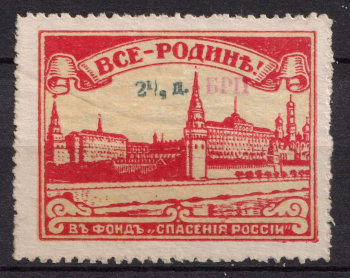 ВСЕ-РОДИНѢ!
2½ д. БРП
ВЪ ФОНДЪ „СПАСЕНІЯ РОССІИ“